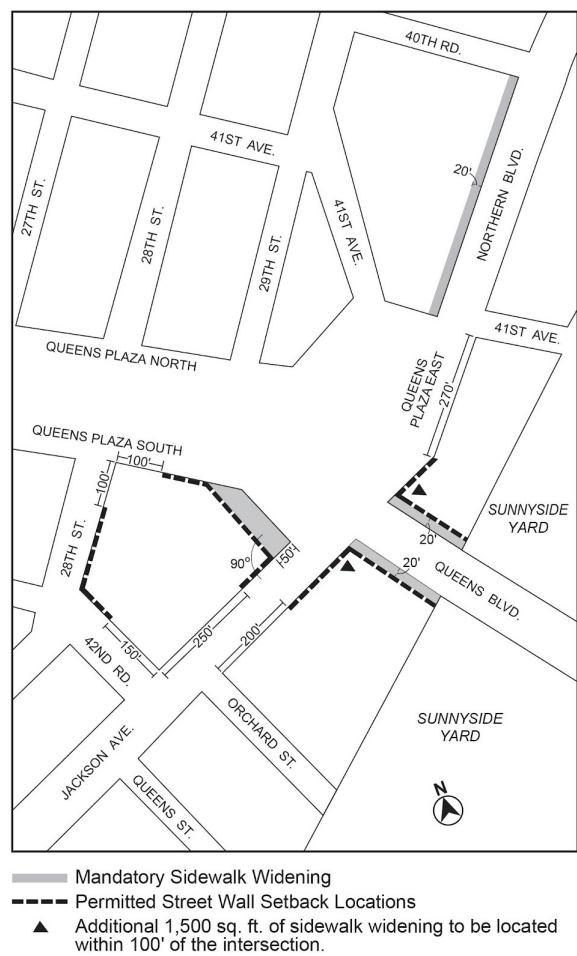 40TH RD.
41ST AVE.
20'
NORTHERN BLVD.
27TH ST.
28TH ST.
29TH ST.
41ST AVE.
41ST AVE.
QUEENS PLAZA NORTH
QUEENS
PLAZA EAST
270'
QUEENS PLAZA SOUTH
100'
100'
SUNNYSIDE
YARD
28TH ST.
20'
90°
50'
20'
QUEENS BLVD.
250'
200'
150'
42ND RD.
ORCHARD ST.
SUNNYSIDE
YARD
JACKSON AVE.
QUEENS ST.
N
Mandatory Sidewalk Widening
Permitted Street Wall Setback Locations
Additional 1,500 sq. ft. of sidewalk widening to be located
within 100' of the intersection.